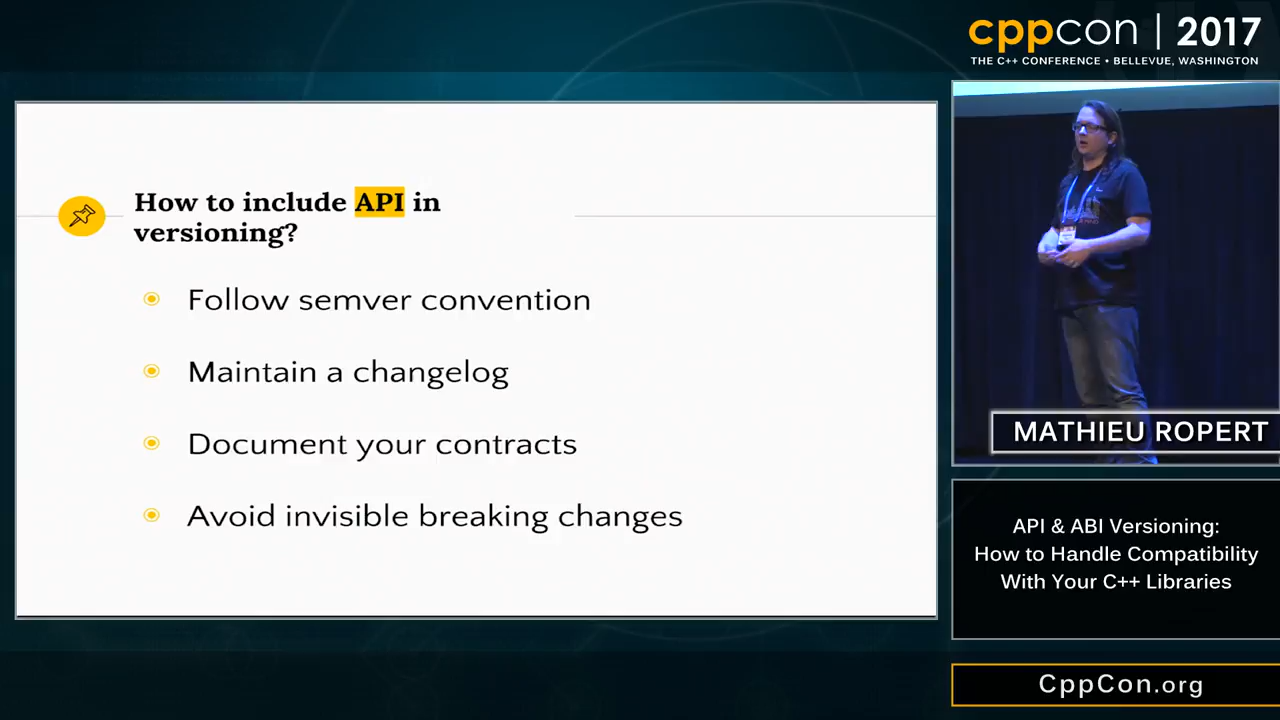 cppcon | 2017
THE C++ CONFERENCE • BELLEVUE, WASHINGTON
How to include API in
versioning?
Follow semver convention
Maintain a changelog
Document your contracts
Avoid invisible breaking changes
MATHIEU ROPERT
API & ABI Versioning:
How to Handle Compatibility
With Your C++ Libraries
CppCon.org